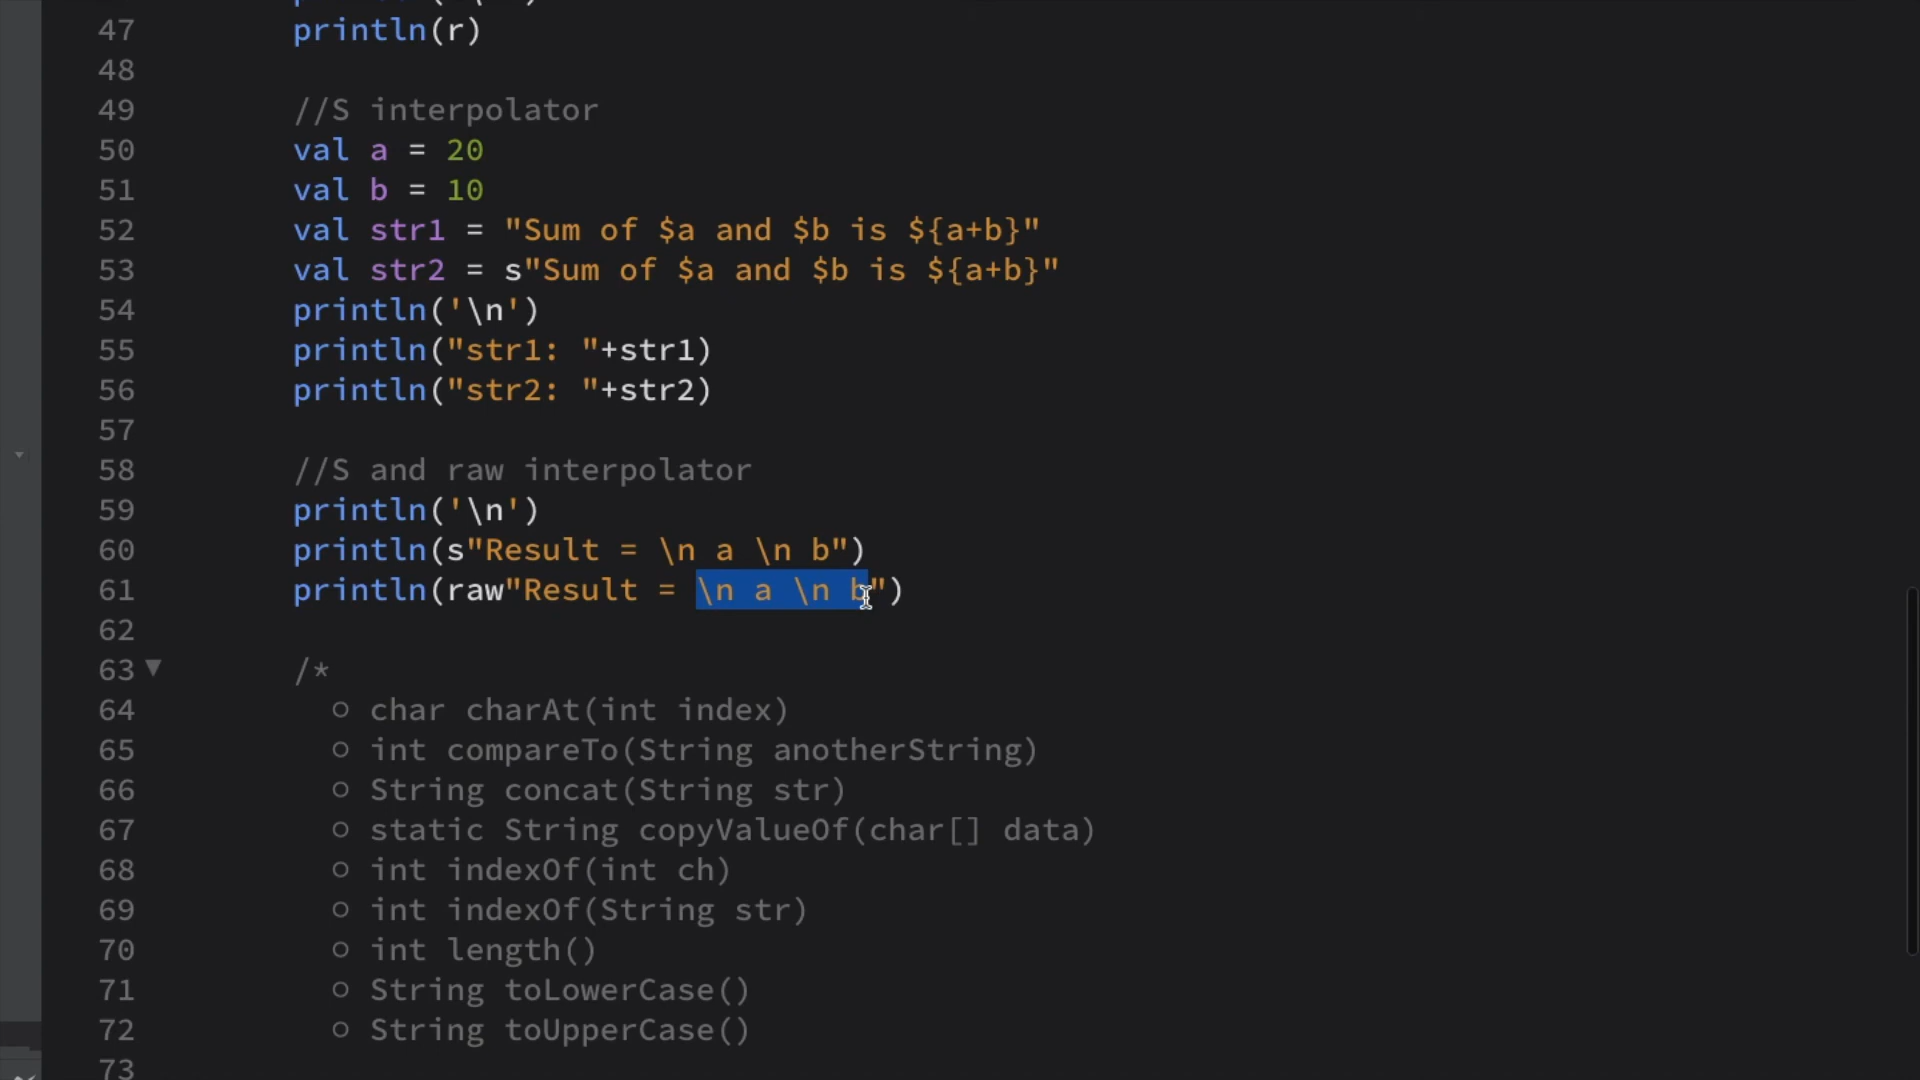 47 println(r)
48
49 //S interpolator
50 val a = 20
51 val b = 10
52 val str1 = "Sum of $a and $b is ${a+b}"
53 val str2 = s"Sum of $a and $b is ${a+b}"
54 println('\n')
55 println("str1: "+str1)
56 println("str2: "+str2)
57
58 //S and raw interpolator
59 println('\n')
60 println(s"Result = \n a \n b")
61 println(raw"Result = \n a \n b")
62
63 /*
64 ○ char charAt(int index)
65 ○ int compareTo(String anotherString)
66 ○ String concat(String str)
67 ○ static String copyValueOf(char[] data)
68 ○ int indexOf(int ch)
69 ○ int indexOf(String str)
70 ○ int length()
71 ○ String toLowerCase()
72 ○ String toUpperCase()
73